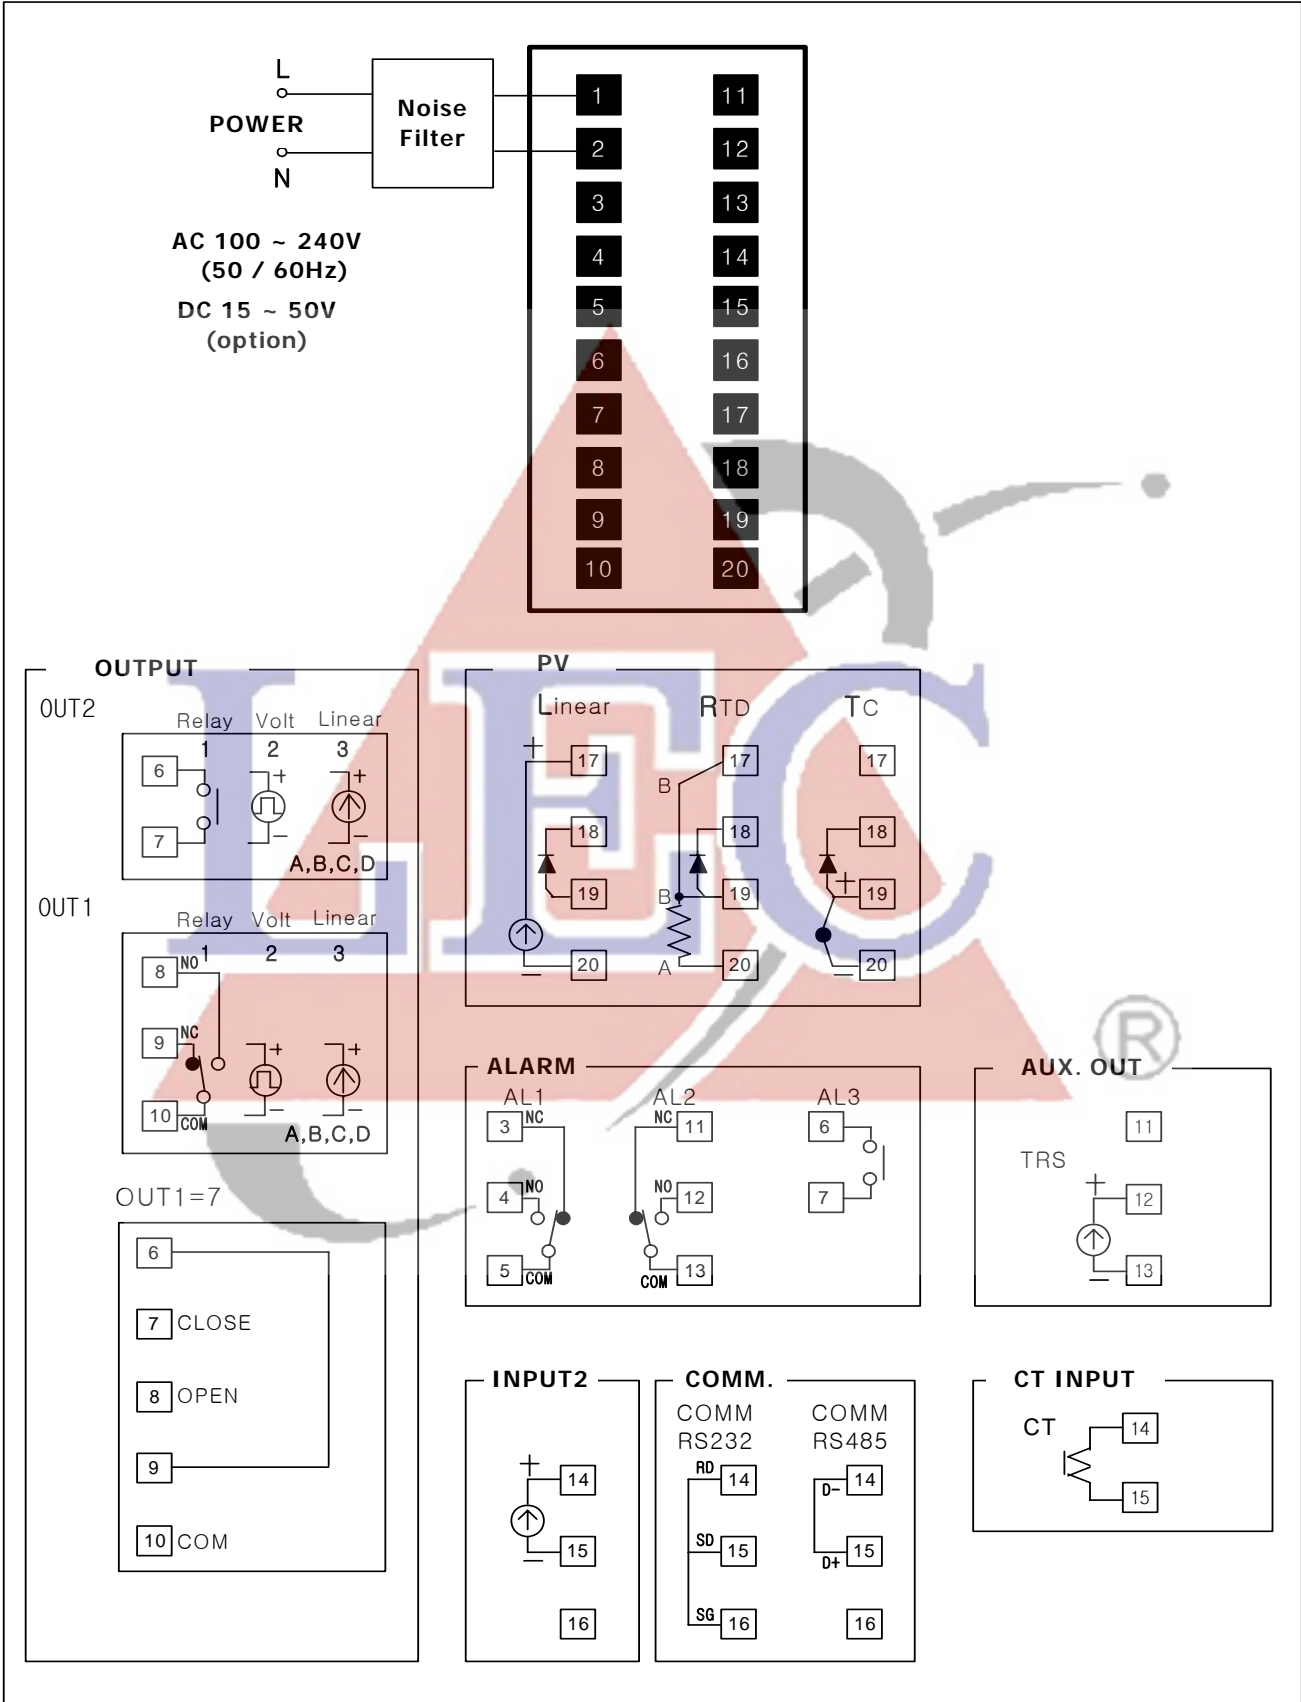 L
POWER
N
Noise
Filter
AC 100 ~ 240V
(50 / 60Hz)
DC 15 ~ 50V
(option)
1 11
2 12
3 13
4 14
5 15
6 16
7 17
8 18
9 19
10 20
LEC
®
OUTPUT
OUT2
Relay Volt Linear
1 2 3
6
7
+ +
− −
A,B,C,D
OUT1
Relay Volt Linear
1 2 3
8 NO
9 NC
10 COM
+ +
− −
A,B,C,D
OUT1=7
6
7 CLOSE
8 OPEN
9
10 COM
PV
Linear RTD TC
+ 17 B 17 17
18 18 18
19 B 19 + 19
− 20 A 20 − 20
ALARM
AL1 AL2 AL3
3 NC NC 11 6
4 NO NO 12 7
5 COM COM 13
AUX. OUT
11
TRS
+ 12
− 13
INPUT2
+ 14
− 15
16
COMM.
COMM COMM
RS232 RS485
RD 14 D− 14
SD 15 D+ 15
SG 16 16
CT INPUT
CT 14
15